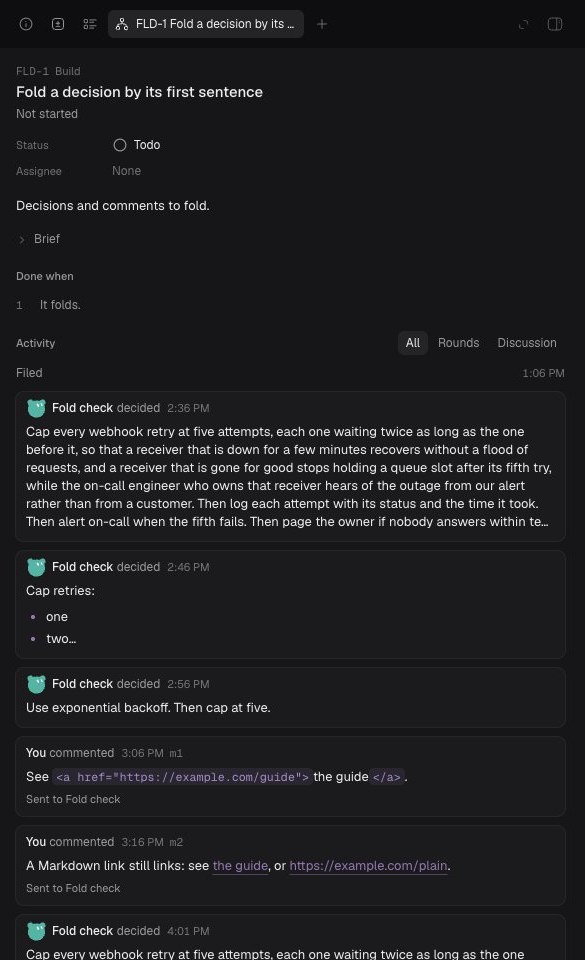 FLD-1 Fold a decision by its …
FLD-1 Build
Fold a decision by its first sentence
Not started
Status Todo
Assignee None
Decisions and comments to fold.
Brief
Done when
1 It folds.
Activity All Rounds Discussion
Filed 1:06 PM
Fold check decided 2:36 PM
Cap every webhook retry at five attempts, each one waiting twice as long as the one
before it, so that a receiver that is down for a few minutes recovers without a flood of
requests, and a receiver that is gone for good stops holding a queue slot after its fifth try,
while the on-call engineer who owns that receiver hears of the outage from our alert
rather than from a customer. Then log each attempt with its status and the time it took.
Then alert on-call when the fifth fails. Then page the owner if nobody answers within te…
Fold check decided 2:46 PM
Cap retries:
• one
• two…
Fold check decided 2:56 PM
Use exponential backoff. Then cap at five.
You commented 3:06 PM m1
See <a href="https://example.com/guide">the guide</a>.
Sent to Fold check
You commented 3:16 PM m2
A Markdown link still links: see the guide, or https://example.com/plain.
Sent to Fold check
Fold check decided 4:01 PM
Cap every webhook retry at five attempts, each one waiting twice as long as the one